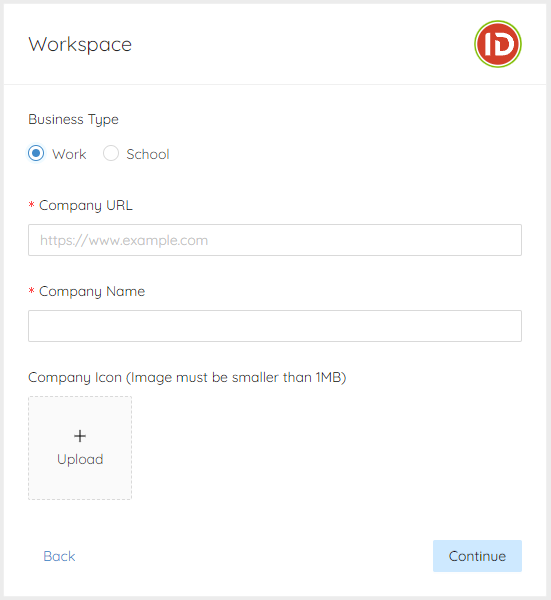 Workspace
ID
Business Type
Work School
* Company URL
https://www.example.com
* Company Name
Company Icon (Image must be smaller than 1MB)
+
Upload
Back Continue